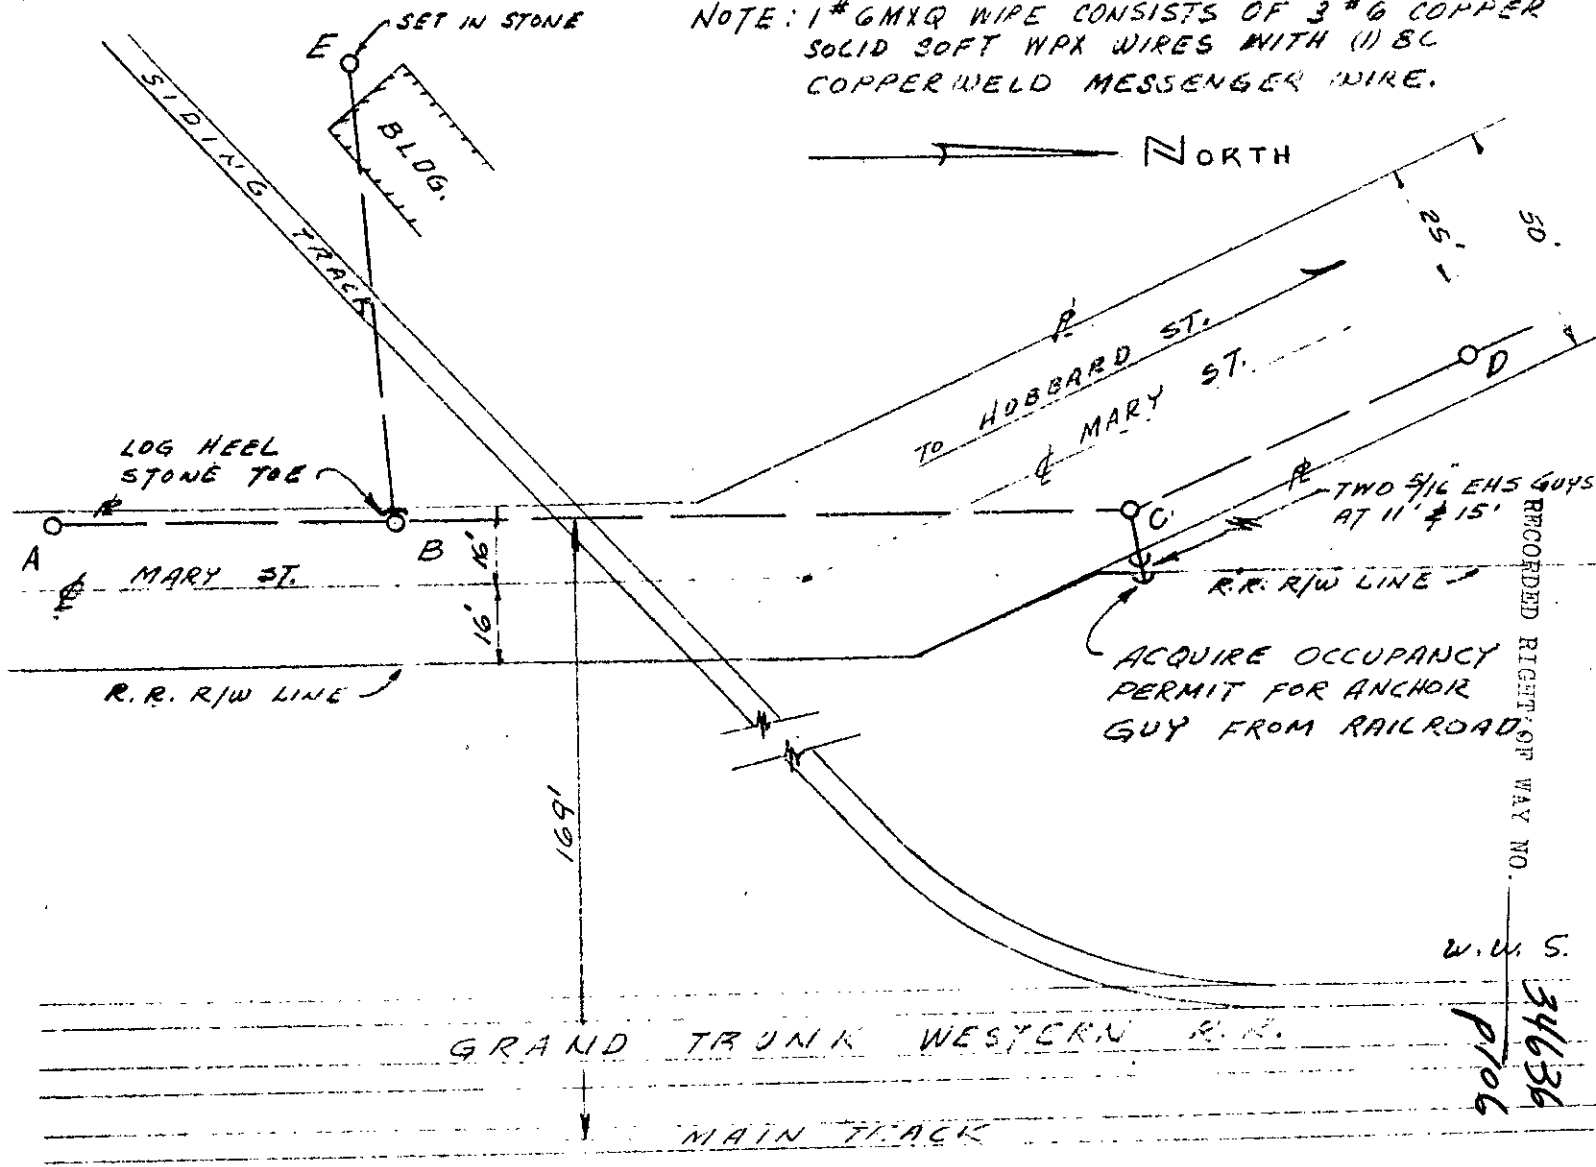 SET IN STONE
NOTE: 1 #6MXQ WIRE CONSISTS OF 3 #6 COPPER
SOLID SOFT WPX WIRES WITH (1) 8C
COPPERWELD MESSENGER WIRE.
E
BLDG.
SIDING TRACK
NORTH
25'
50'
TO HUBBARD ST.
MARY ST.
D
LOG HEEL
STONE TOE
A
B
C
TWO 5/16" EHS GUYS
AT 11' & 15'
MARY ST.
16'
16'
R.R. R/W LINE
R.R. R/W LINE
ACQUIRE OCCUPANCY
PERMIT FOR ANCHOR
GUY FROM RAILROAD.
169'
RECORDED RIGHT OF WAY NO.
34636
P106
W.W. S.
GRAND TRUNK WESTERN R.R.
MAIN TRACK